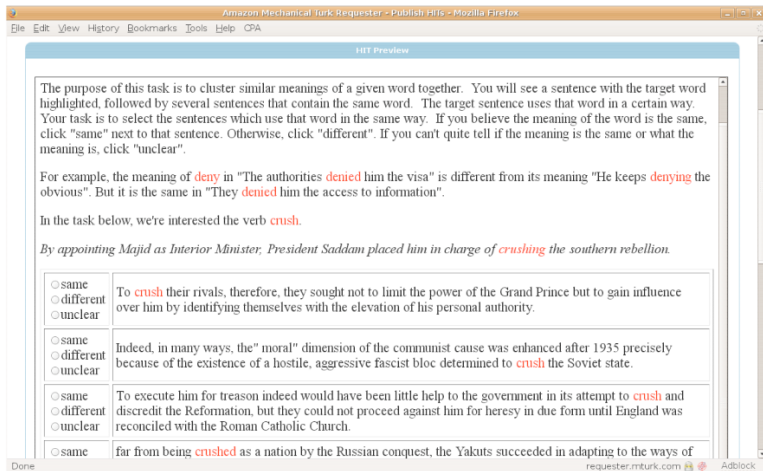 Amazon Mechanical Turk Requester - Publish HITs - Mozilla Firefox
File Edit View History Bookmarks Tools Help CPA
HIT Preview
The purpose of this task is to cluster similar meanings of a given word together. You will see a sentence with the target word
highlighted, followed by several sentences that contain the same word. The target sentence uses that word in a certain way.
Your task is to select the sentences which use that word in the same way. If you believe the meaning of the word is the same,
click "same" next to that sentence. Otherwise, click "different". If you can't quite tell if the meaning is the same or what the
meaning is, click "unclear".
For example, the meaning of deny in "The authorities denied him the visa" is different from its meaning "He keeps denying the
obvious". But it is the same in "They denied him the access to information".
In the task below, we're interested the verb crush.
By appointing Majid as Interior Minister, President Saddam placed him in charge of crushing the southern rebellion.
same
different
unclear
To crush their rivals, therefore, they sought not to limit the power of the Grand Prince but to gain influence
over him by identifying themselves with the elevation of his personal authority.
same
different
unclear
Indeed, in many ways, the" moral" dimension of the communist cause was enhanced after 1935 precisely
because of the existence of a hostile, aggressive fascist bloc determined to crush the Soviet state.
same
different
unclear
To execute him for treason indeed would have been little help to the government in its attempt to crush and
discredit the Reformation, but they could not proceed against him for heresy in due form until England was
reconciled with the Roman Catholic Church.
same
far from being crushed as a nation by the Russian conquest, the Yakuts succeeded in adapting to the ways of
Done
requester.mturk.com
Adblock